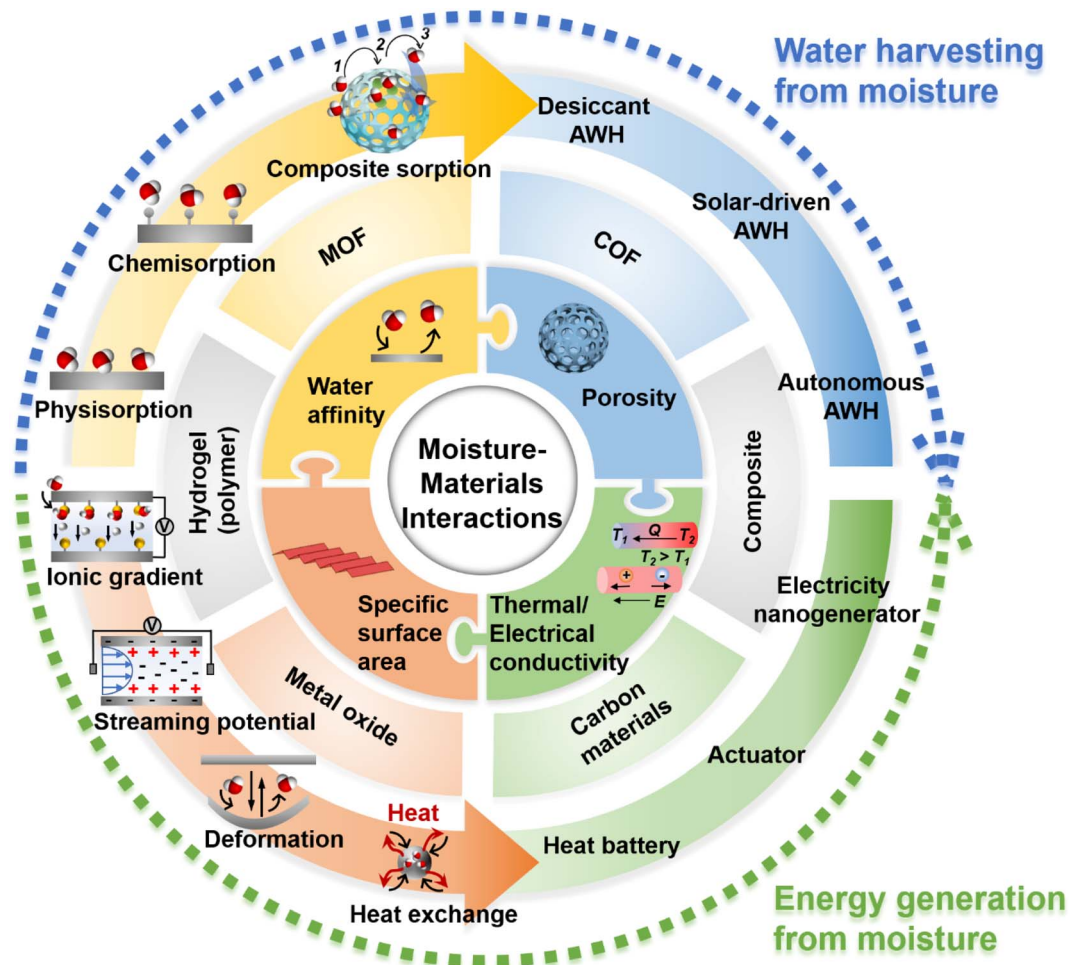 Water harvesting
from moisture
1
2
3
Composite sorption
Desiccant
AWH
Solar-driven
AWH
Autonomous
AWH
Chemisorption
Physisorption
MOF
COF
Hydrogel
(polymer)
Composite
Water
affinity
Porosity
Moisture-
Materials
Interactions
Specific
surface
area
Thermal/
Electrical
conductivity
T1 Q T2
T2 > T1
+ -
E
Metal oxide
Carbon
materials
V
Ionic gradient
V
- - - - - -
+ + + +
- - - -
- - -
+ + + +
- - - - - -
Streaming potential
Deformation
Heat
Heat exchange
Heat battery
Actuator
Electricity
nanogenerator
Energy generation
from moisture